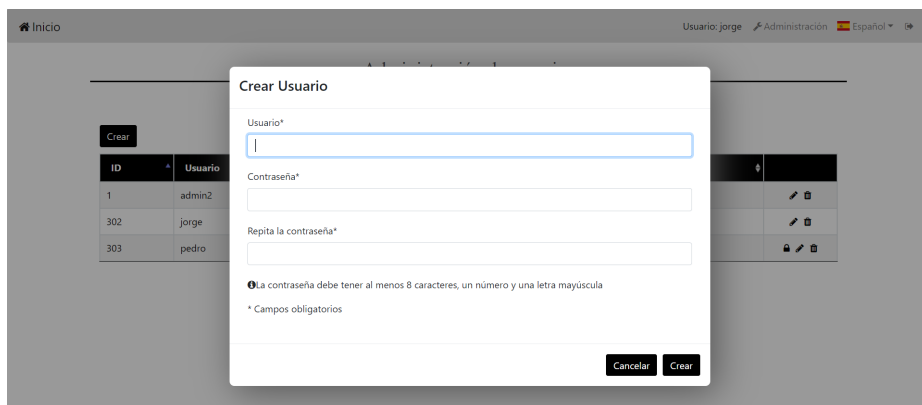 Inicio
Usuario: jorge Administración Español
Crear Usuario
Usuario*
Contraseña*
Repita la contraseña*
La contraseña debe tener al menos 8 caracteres, un número y una letra mayúscula
* Campos obligatorios
Cancelar Crear
Crear
ID Usuario
1 admin2
302 jorge
303 pedro